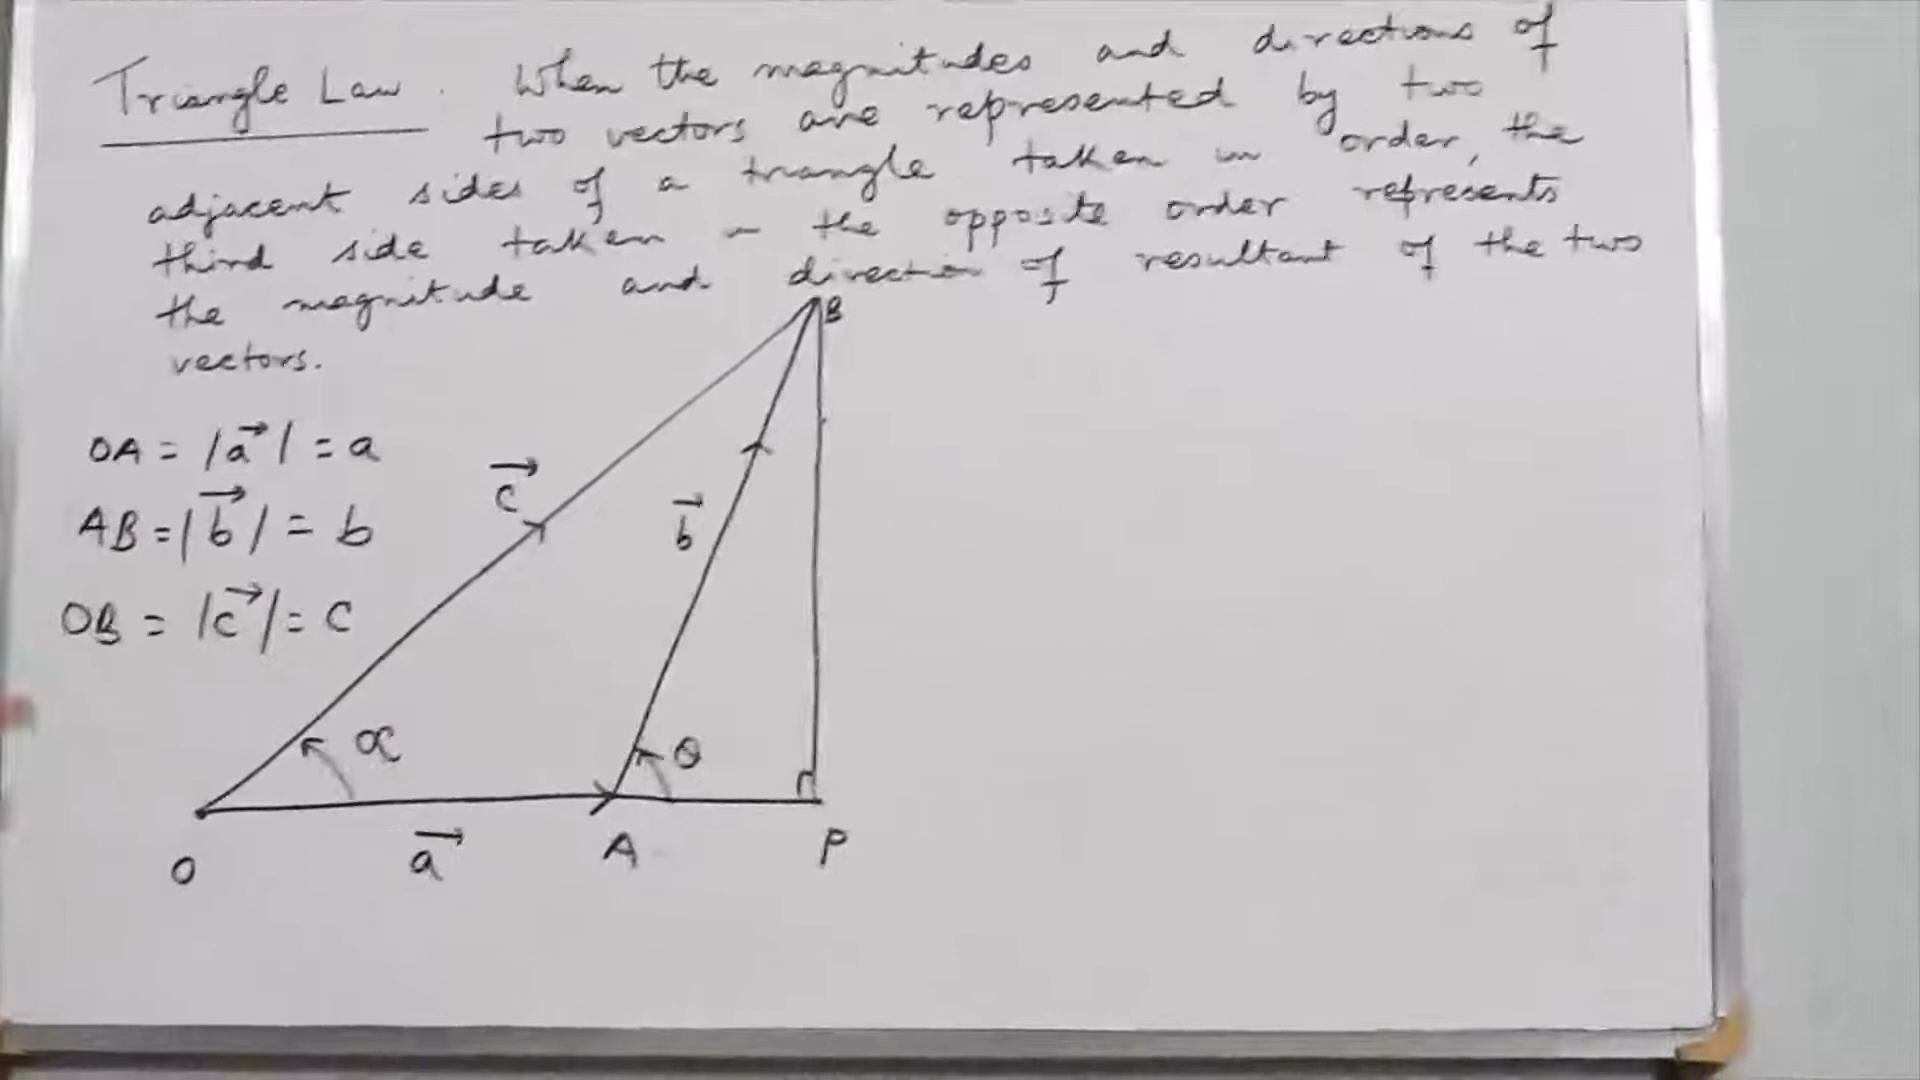 Triangle Law. When the magnitudes and directions of
two vectors are represented by two
adjacent sides of a triangle taken in order, the
third side taken in the opposite order represents
the magnitude and direction of resultant of the two
vectors.
B
OA = |a⃗| = a
c⃗
b⃗
AB = |b⃗| = b
OB = |c⃗| = c
α
θ
O
a⃗
A
P